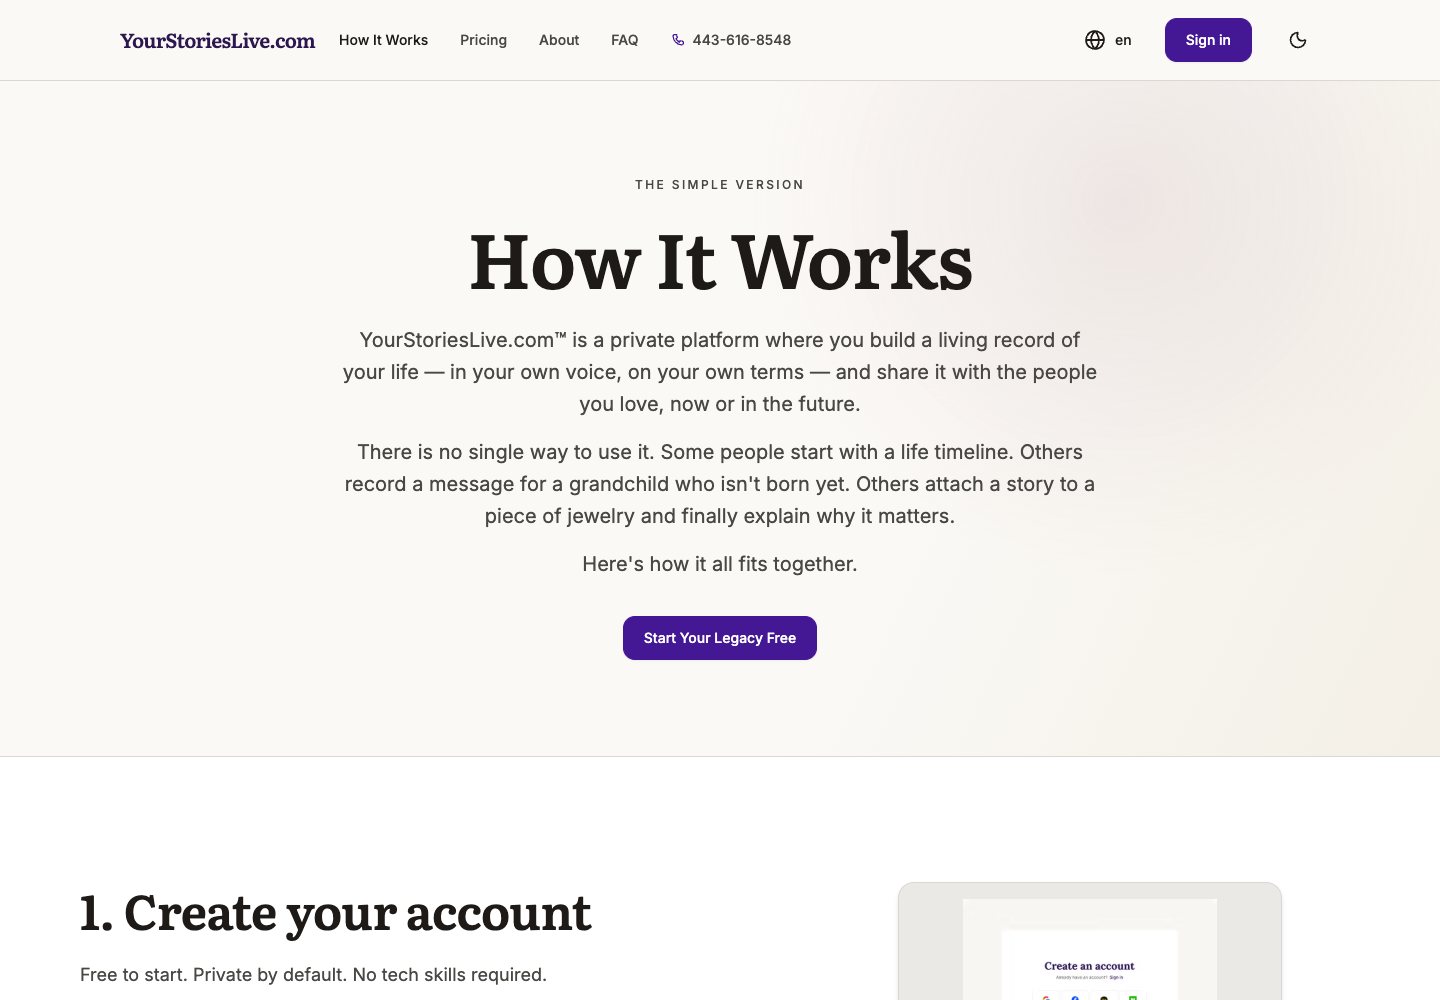 YourStoriesLive.com
How It Works
Pricing
About
FAQ
443-616-8548
en
Sign in
THE SIMPLE VERSION
How It Works
YourStoriesLive.com™ is a private platform where you build a living record of
your life — in your own voice, on your own terms — and share it with the people
you love, now or in the future.
There is no single way to use it. Some people start with a life timeline. Others
record a message for a grandchild who isn't born yet. Others attach a story to a
piece of jewelry and finally explain why it matters.
Here's how it all fits together.
Start Your Legacy Free
1. Create your account
Free to start. Private by default. No tech skills required.
Create an account
Already have an account? Sign in